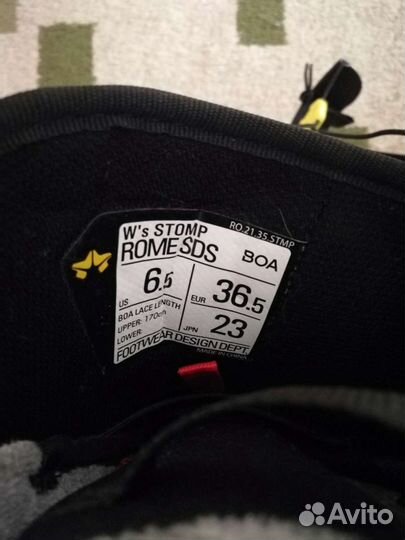 RO.21.35.STMP
W's STOMP
ROME SDS BOA
US 6.5 EUR 36.5
BOA LACE LENGTH
UPPER: 170cm JPN 23
LOWER:
FOOTWEAR DESIGN DEPT.
MADE IN CHINA
Avito